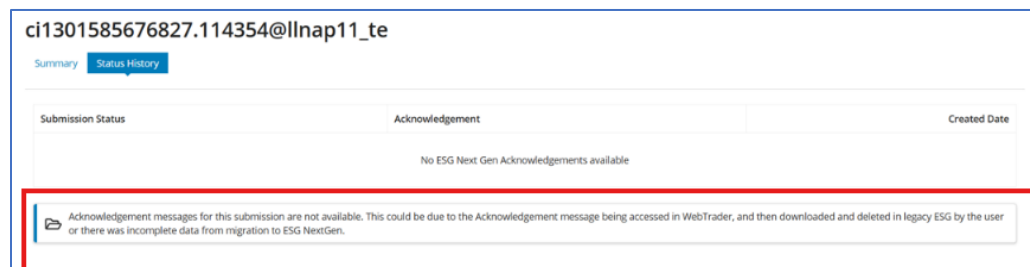 ci1301585676827.114354@llnap11_te
Summary Status History
Submission Status Acknowledgement Created Date
No ESG Next Gen Acknowledgements available
Acknowledgement messages for this submission are not available. This could be due to the Acknowledgement message being accessed in WebTrader, and then downloaded and deleted in legacy ESG by the user
or there was incomplete data from migration to ESG NextGen.